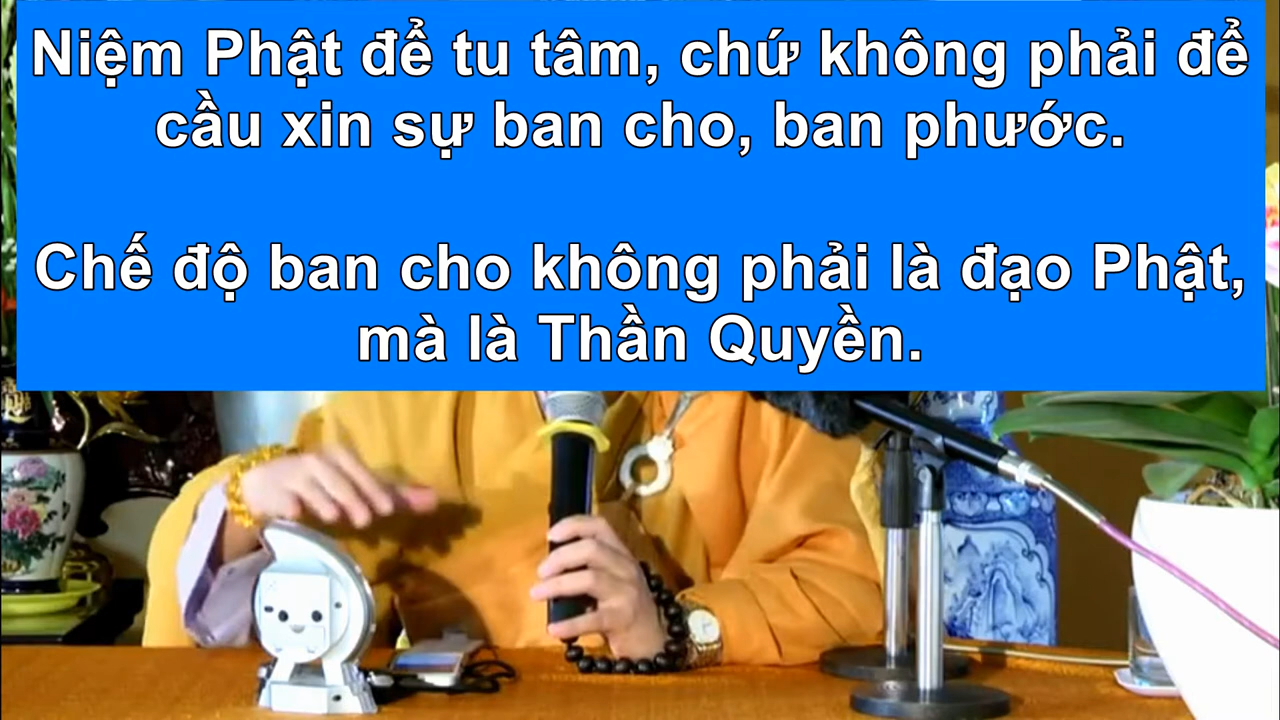 Niệm Phật để tu tâm, chứ không phải để
cầu xin sự ban cho, ban phước.
Chế độ ban cho không phải là đạo Phật,
mà là Thần Quyền.